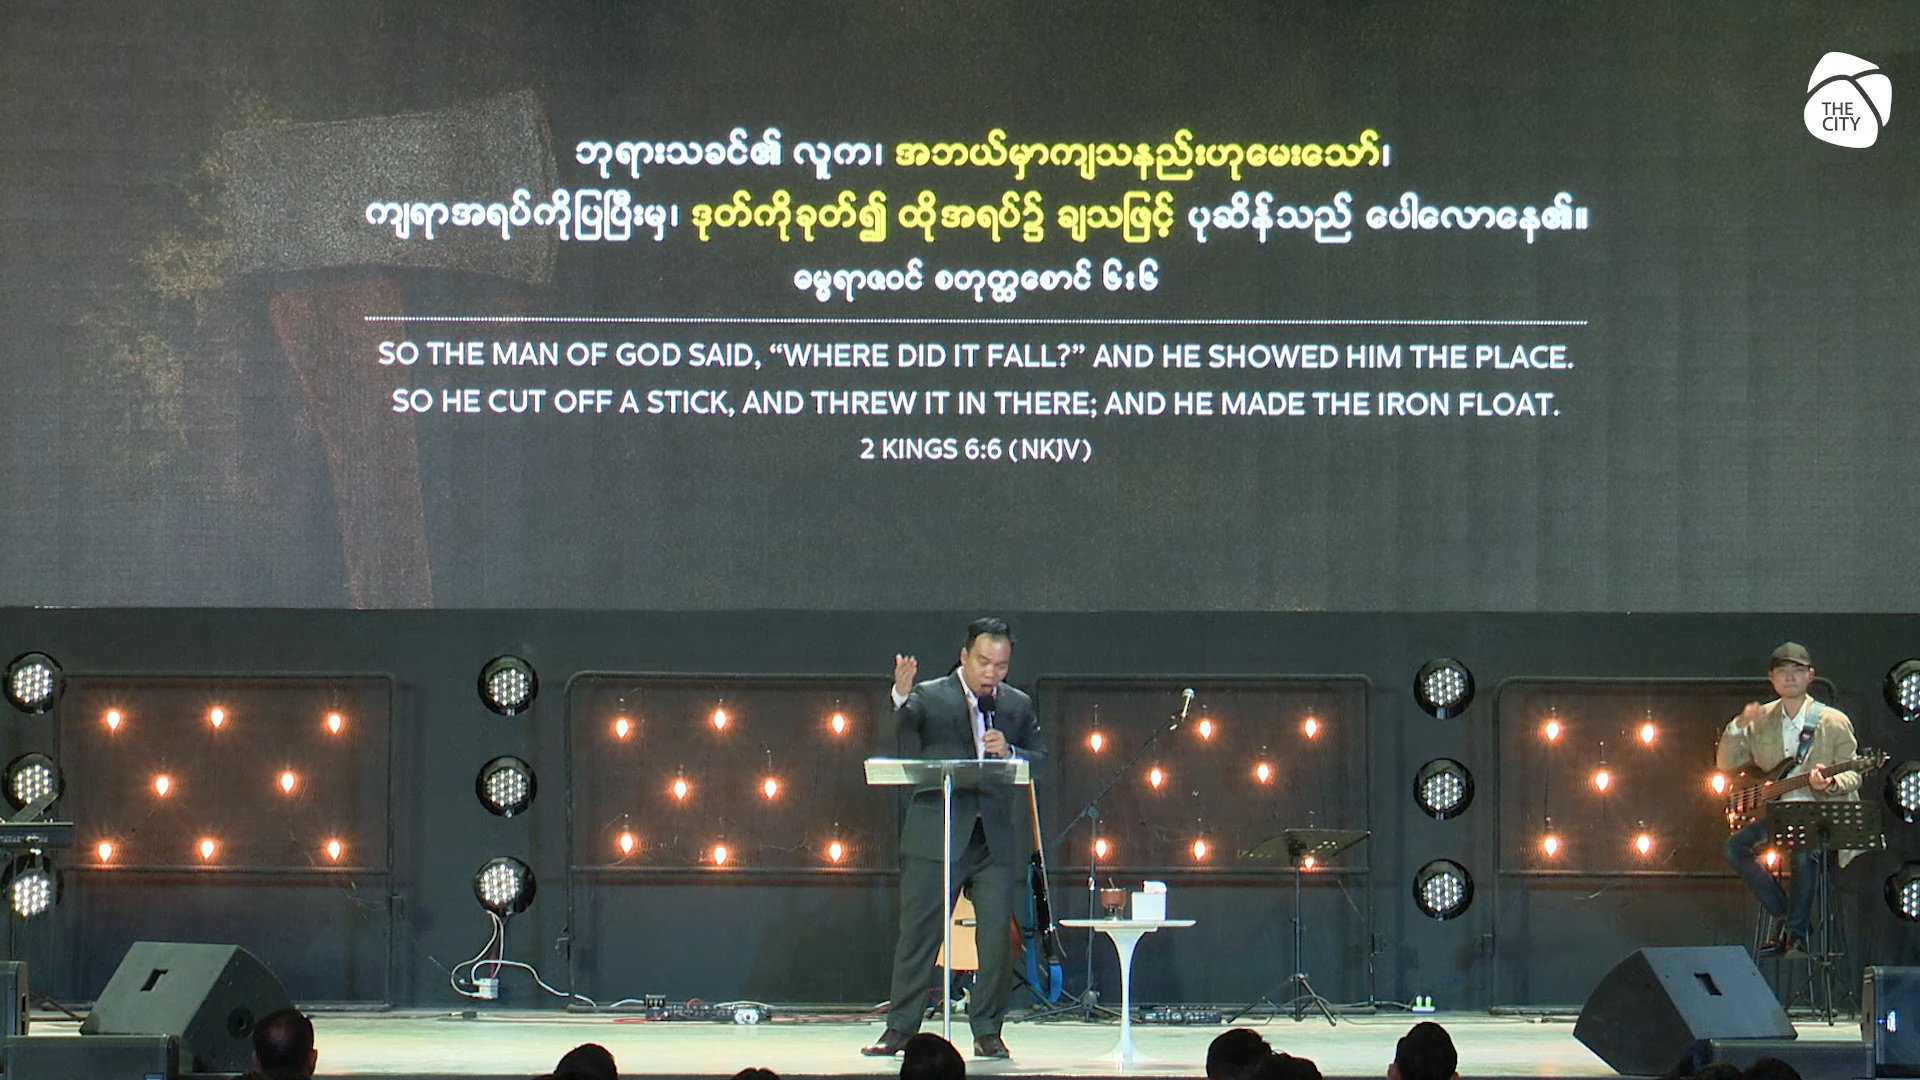 ဘုရားသခင်၏ လူက၊ အဘယ်မှာကျသနည်းဟုမေးသော်၊
ကျရာအရပ်ကိုပြပြီးမှ၊ ဒုတ်ကိုခုတ်၍ ထိုအရပ်၌ ချသဖြင့် ပုဆိန်သည် ပေါလောနေ၏။
ဓမ္မရာဇဝင် စတုတ္ထစောင် ၆:၆
SO THE MAN OF GOD SAID, “WHERE DID IT FALL?” AND HE SHOWED HIM THE PLACE.
SO HE CUT OFF A STICK, AND THREW IT IN THERE; AND HE MADE THE IRON FLOAT.
2 KINGS 6:6 (NKJV)
THE
CITY